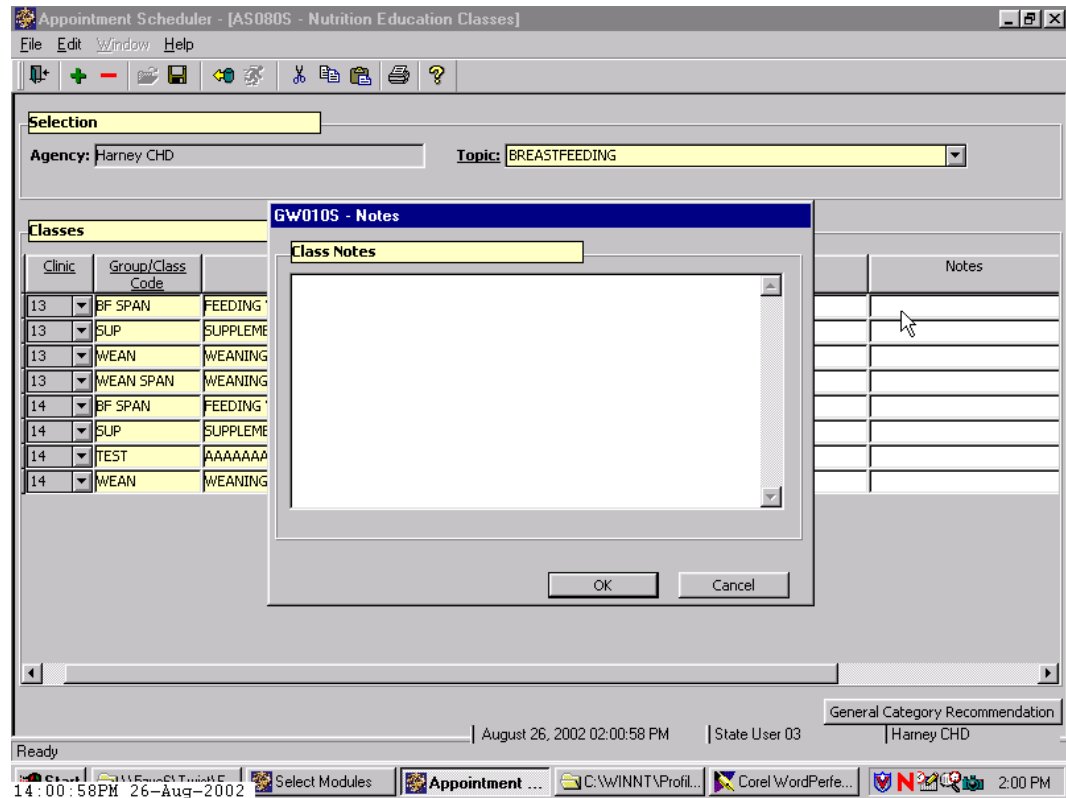 Appointment Scheduler - [AS080S - Nutrition Education Classes]
File Edit Window Help
Selection
Agency: Harney CHD Topic: BREASTFEEDING
GW010S - Notes
Classes
Class Notes
Clinic Group/Class Code Notes
13 BF SPAN FEEDING
13 SUP SUPPLEME
13 WEAN WEANING
13 WEAN SPAN WEANING
14 BF SPAN FEEDING
14 SUP SUPPLEME
14 TEST AAAAAAA
14 WEAN WEANING
OK Cancel
General Category Recommendation
August 26, 2002 02:00:58 PM State User 03 Harney CHD
Ready
Start Select Modules Appointment ... C:\WINNT\Profil... Corel WordPerfe... N 2:00 PM
14:00:58PM 26-Aug-2002